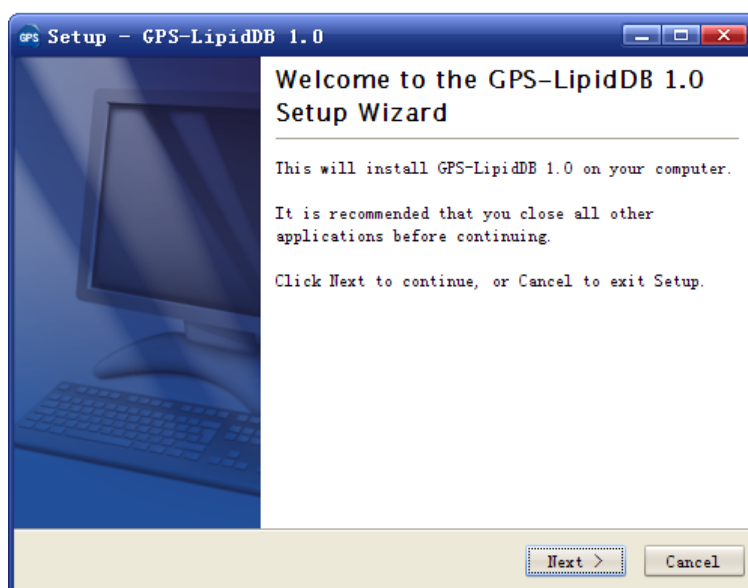 GPS Setup - GPS-LipidDB 1.0
Welcome to the GPS-LipidDB 1.0
Setup Wizard
This will install GPS-LipidDB 1.0 on your computer.
It is recommended that you close all other
applications before continuing.
Click Next to continue, or Cancel to exit Setup.
Next > Cancel